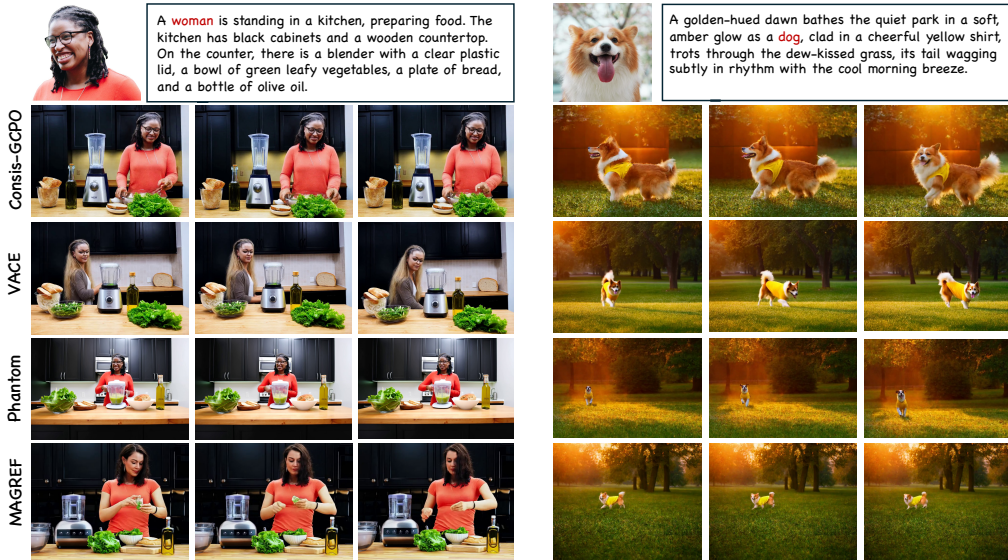 A woman is standing in a kitchen, preparing food. The
kitchen has black cabinets and a wooden countertop.
On the counter, there is a blender with a clear plastic
lid, a bowl of green leafy vegetables, a plate of bread,
and a bottle of olive oil.
A golden-hued dawn bathes the quiet park in a soft,
amber glow as a dog, clad in a cheerful yellow shirt,
trots through the dew-kissed grass, its tail wagging
subtly in rhythm with the cool morning breeze.
Consis-GGPO
VACE
Phantom
MAGREF